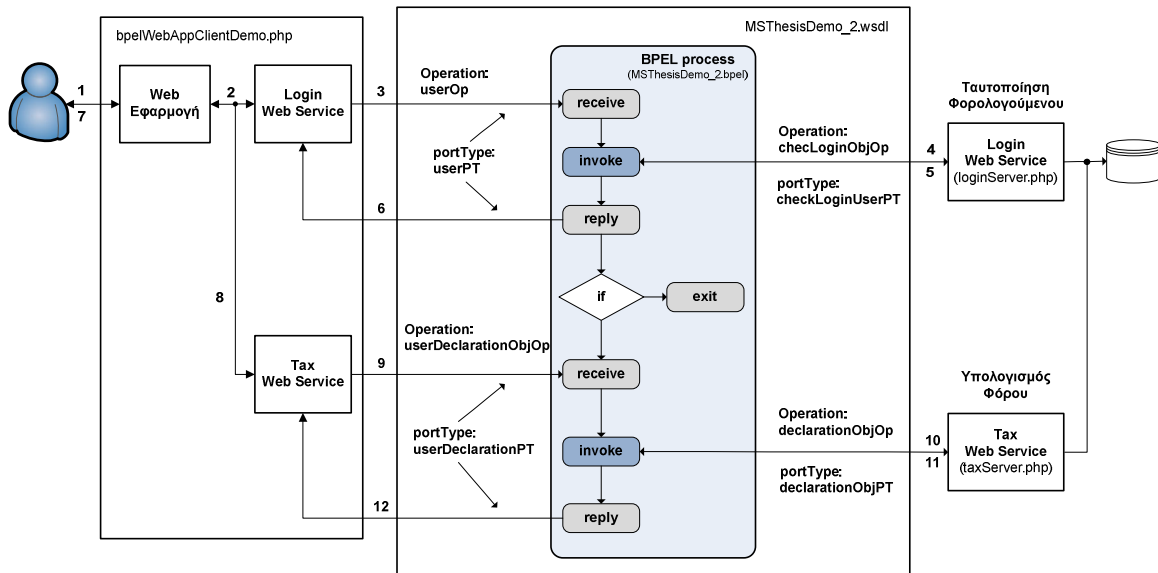 bpelWebAppClientDemo.php
MSThesisDemo_2.wsdl
BPEL process
(MSThesisDemo_2.bpel)
1
7
Web
Εφαρμογή
2
Login
Web Service
3
Operation:
userOp
receive
portType:
userPT
invoke
Operation:
checLoginObjOp
portType:
checkLoginUserPT
4
5
Ταυτοποίηση
Φορολογούμενου
Login
Web Service
(loginServer.php)
6
reply
if
exit
8
Operation:
userDeclarationObjOp
Tax
Web Service
9
receive
portType:
userDeclarationPT
invoke
Operation:
declarationObjOp
portType:
declarationObjPT
10
11
Υπολογισμός
Φόρου
Tax
Web Service
(taxServer.php)
12
reply